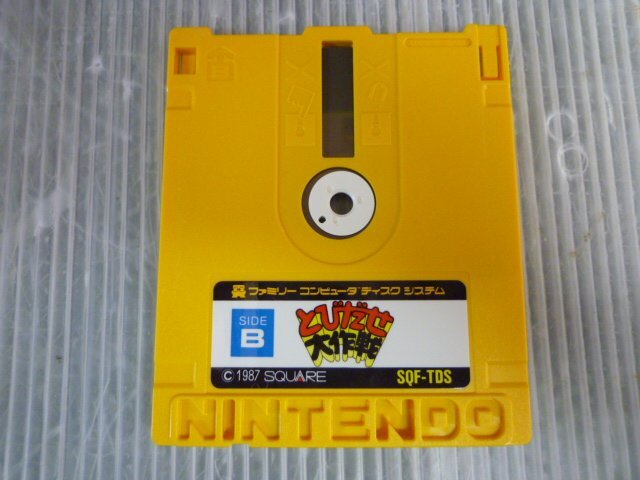 ファミリー コンピュータ ディスク システム
SIDE
B
とびだせ
大作戦
© 1987 SQUARE
SQF-TDS
NINTENDO